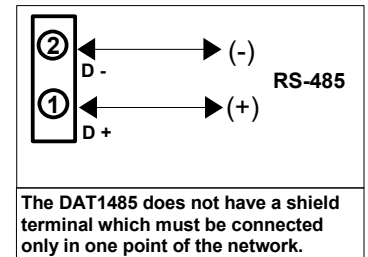 2 (-)
D -
RS-485
1 (+)
D +
The DAT1485 does not have a shield
terminal which must be connected
only in one point of the network.